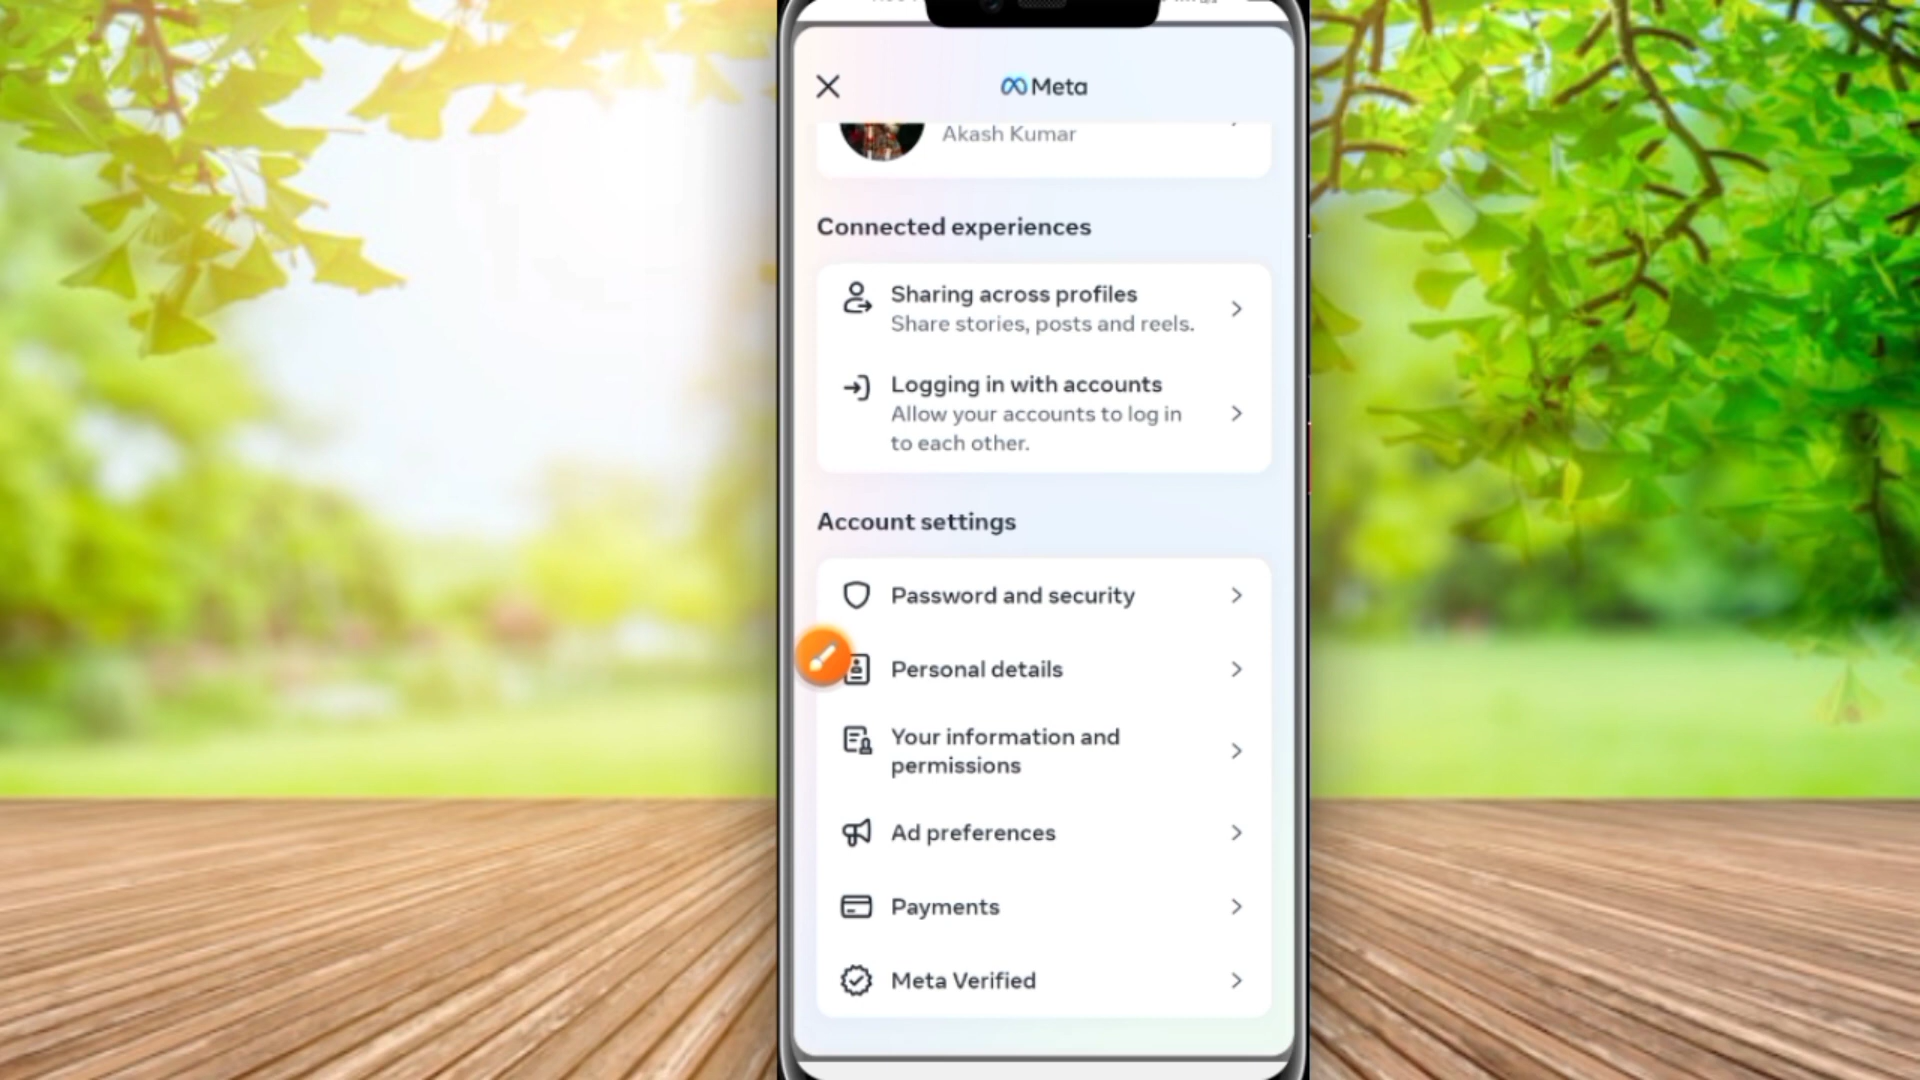 Meta
Akash Kumar
Connected experiences
Sharing across profiles
Share stories, posts and reels.
Logging in with accounts
Allow your accounts to log in
to each other.
Account settings
Password and security
Personal details
Your information and
permissions
Ad preferences
Payments
Meta Verified